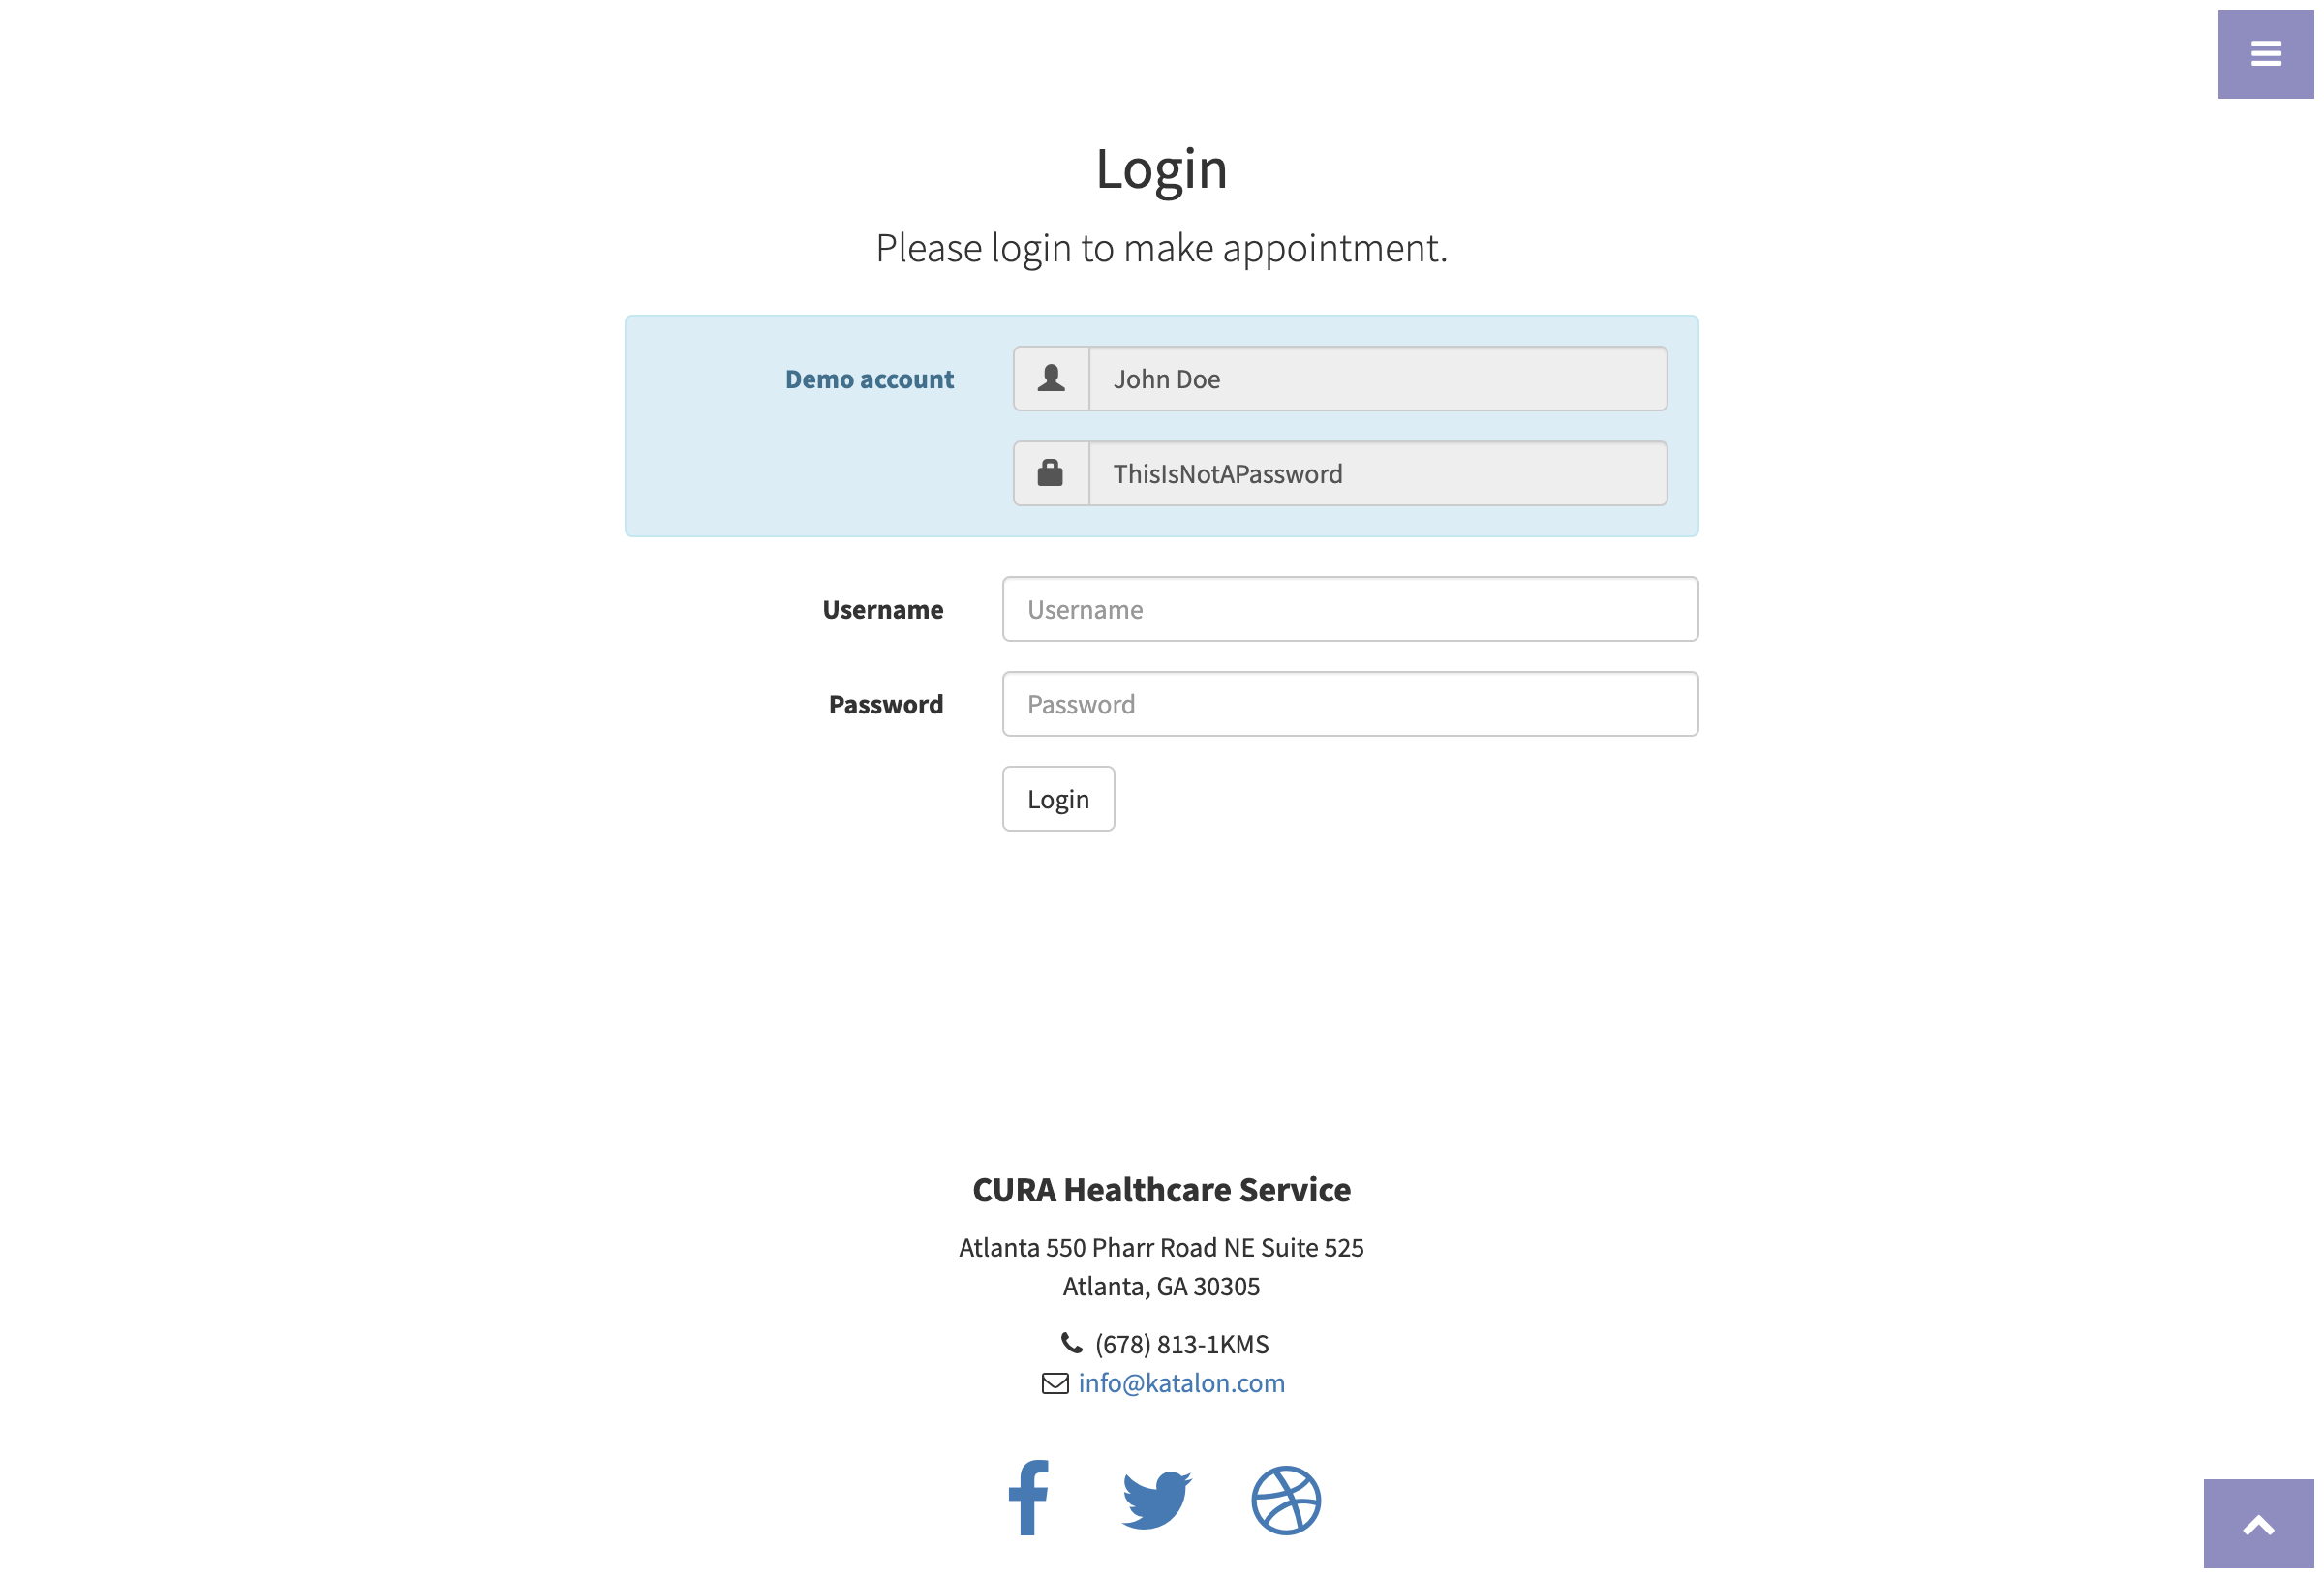 Login
Please login to make appointment.
Demo account
John Doe
ThisIsNotAPassword
Username
Username
Password
Password
Login
CURA Healthcare Service
Atlanta 550 Pharr Road NE Suite 525
Atlanta, GA 30305
(678) 813-1KMS
info@katalon.com